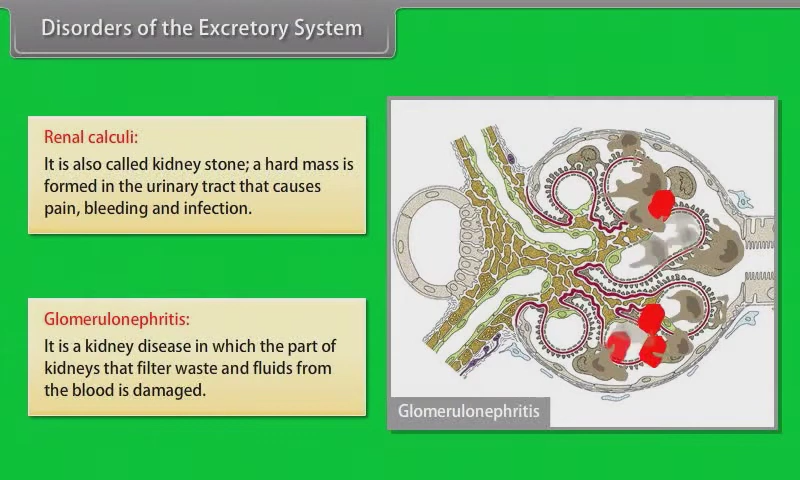 Disorders of the Excretory System
Renal calculi:
It is also called kidney stone; a hard mass is
formed in the urinary tract that causes
pain, bleeding and infection.
Glomerulonephritis:
It is a kidney disease in which the part of
kidneys that filter waste and fluids from
the blood is damaged.
Glomerulonephritis